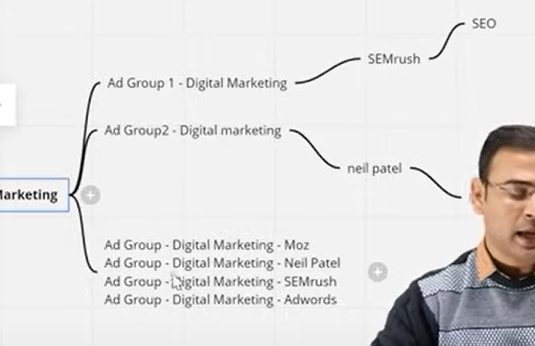 SEO
SEMrush
Ad Group 1 - Digital Marketing
Ad Group2 - Digital marketing
neil patel
Marketing
Ad Group - Digital Marketing - Moz
Ad Group - Digital Marketing - Neil Patel
Ad Group - Digital Marketing - SEMrush
Ad Group - Digital Marketing - Adwords